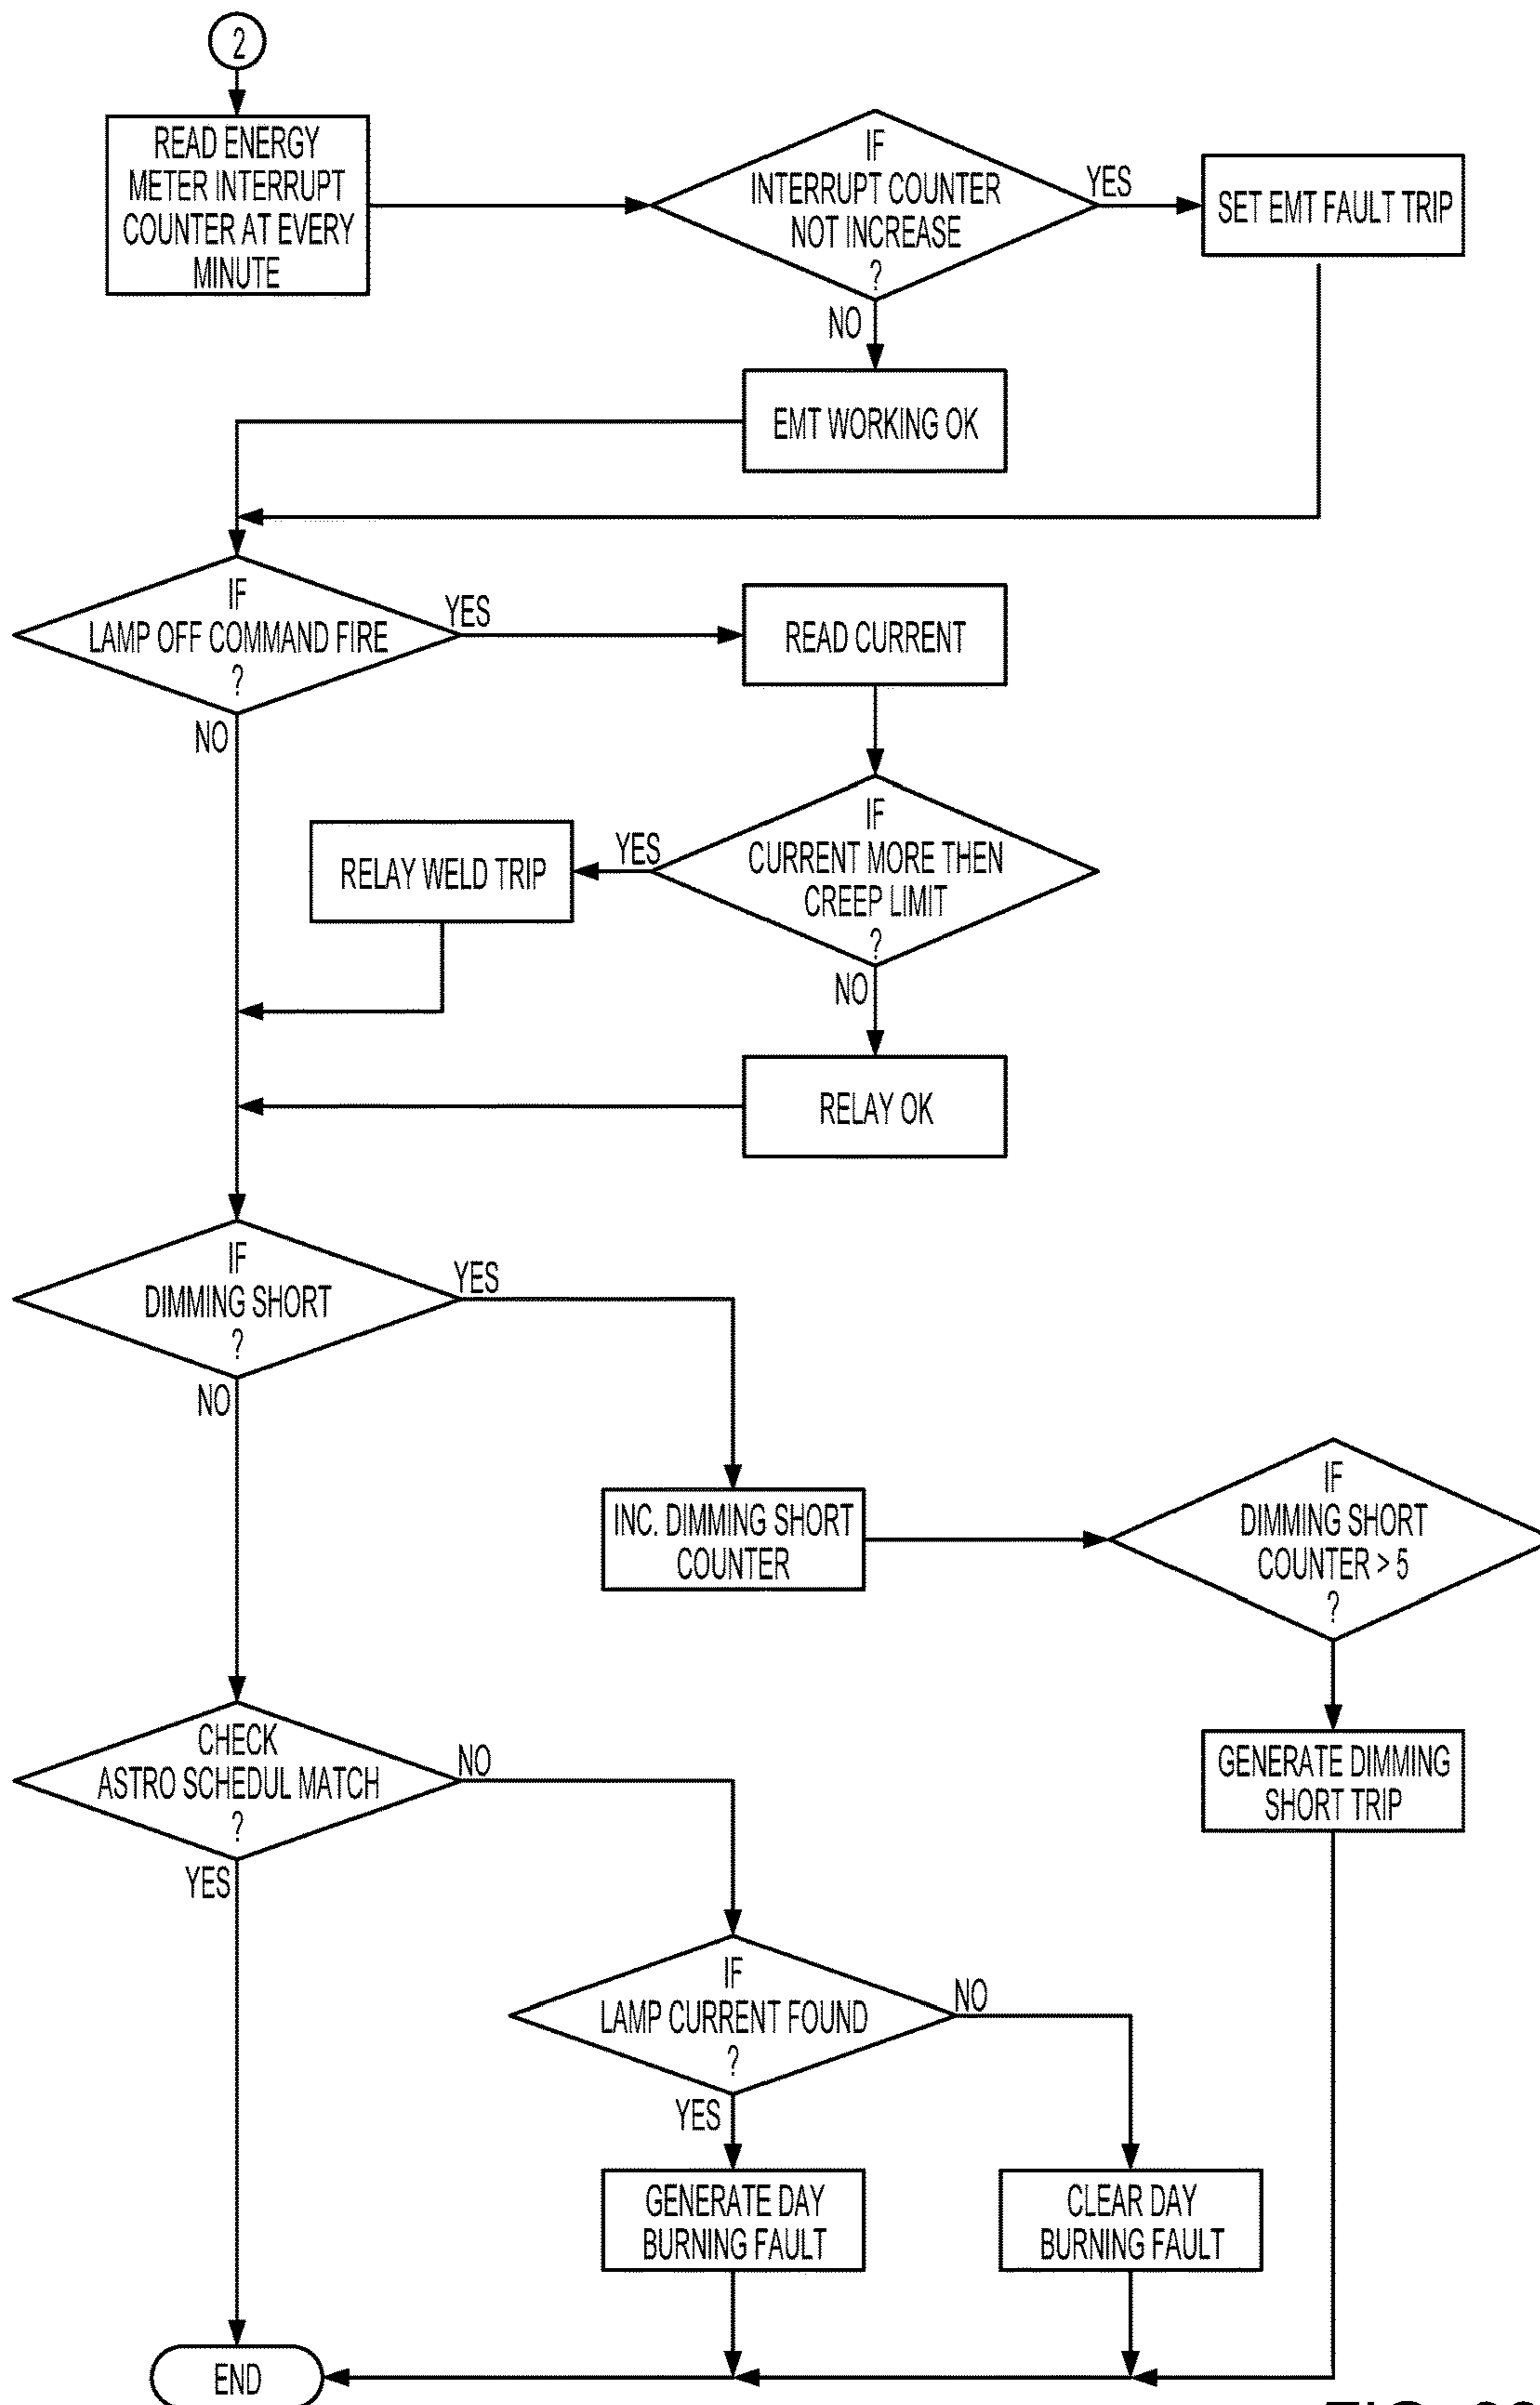 2
READ ENERGY
METER INTERRUPT
COUNTER AT EVERY
MINUTE
IF
INTERRUPT COUNTER
NOT INCREASE
?
YES
SET EMT FAULT TRIP
NO
EMT WORKING OK
IF
LAMP OFF COMMAND FIRE
?
YES
READ CURRENT
NO
IF
CURRENT MORE THEN
CREEP LIMIT
?
YES
RELAY WELD TRIP
NO
RELAY OK
IF
DIMMING SHORT
?
YES
NO
INC. DIMMING SHORT
COUNTER
IF
DIMMING SHORT
COUNTER > 5
?
GENERATE DIMMING
SHORT TRIP
CHECK
ASTRO SCHEDUL MATCH
?
NO
YES
IF
LAMP CURRENT FOUND
?
NO
YES
GENERATE DAY
BURNING FAULT
CLEAR DAY
BURNING FAULT
END